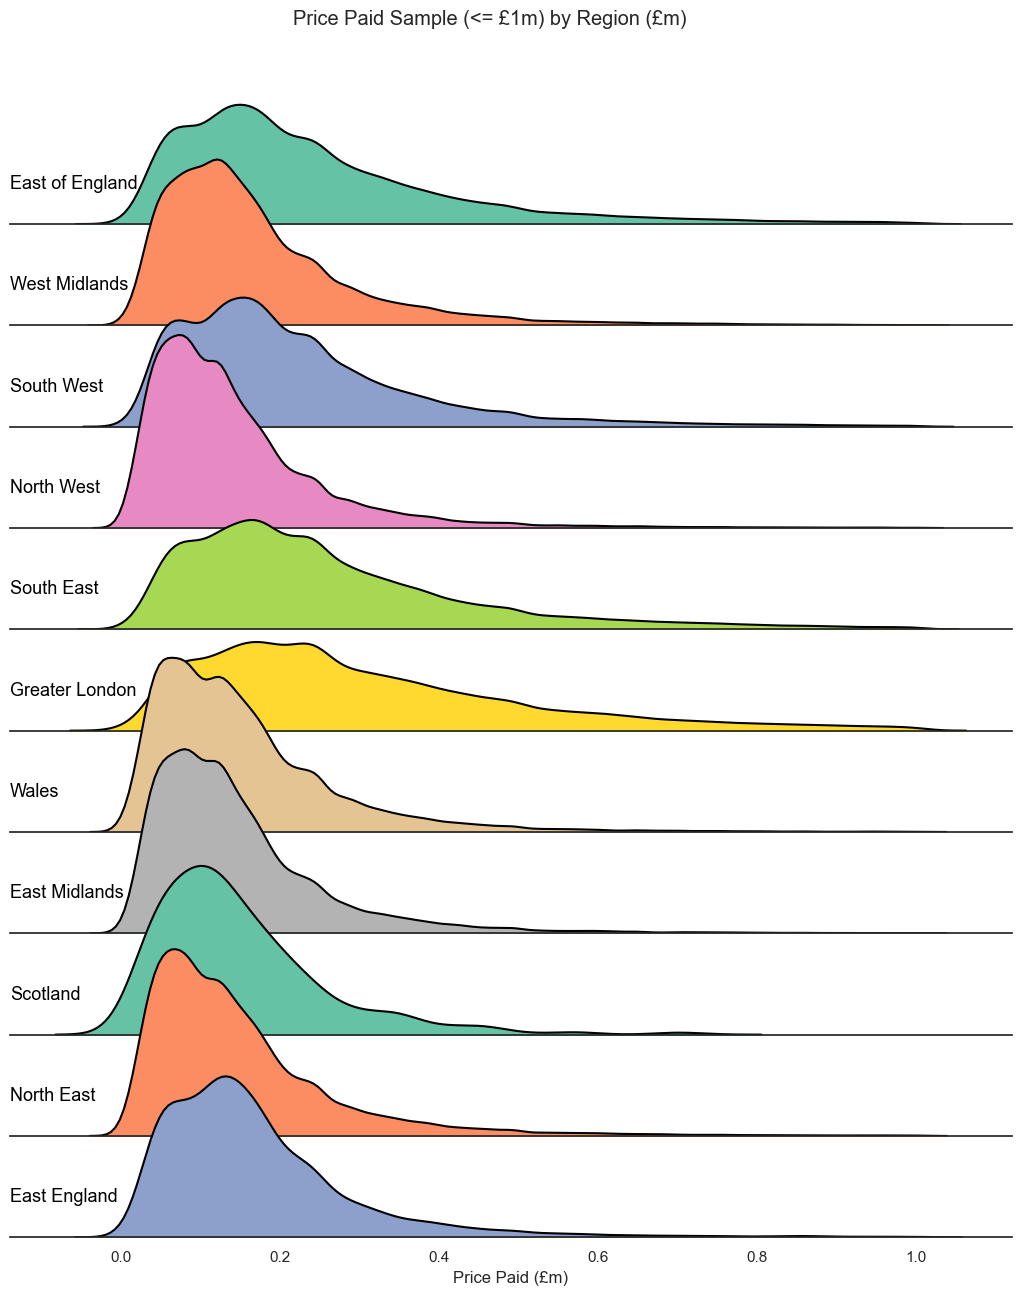 Price Paid Sample (<= £1m) by Region (£m)
East of England
West Midlands
South West
North West
South East
Greater London
Wales
East Midlands
Scotland
North East
East England
0.0 0.2 0.4 0.6 0.8 1.0
Price Paid (£m)